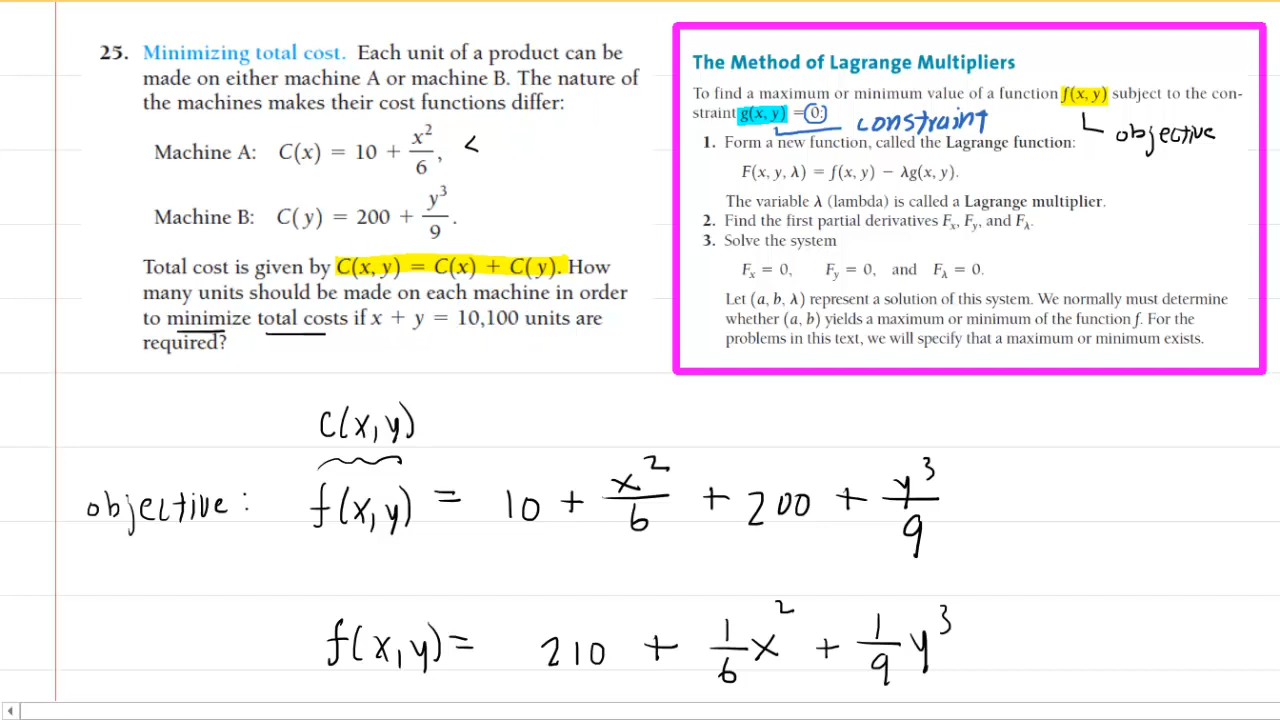 25. Minimizing total cost. Each unit of a product can be
made on either machine A or machine B. The nature of
the machines makes their cost functions differ:
Machine A: C(x) = 10 + x²/6, <
Machine B: C(y) = 200 + y³/9.
Total cost is given by C(x, y) = C(x) + C(y). How
many units should be made on each machine in order
to minimize total costs if x + y = 10,100 units are
required?
The Method of Lagrange Multipliers
To find a maximum or minimum value of a function f(x, y) subject to the con-
straint g(x, y) = 0:
constraint
objective
1. Form a new function, called the Lagrange function:
F(x, y, λ) = f(x, y) − λg(x, y).
The variable λ (lambda) is called a Lagrange multiplier.
2. Find the first partial derivatives Fₓ, Fy, and Fλ.
3. Solve the system
Fₓ = 0, Fy = 0, and Fλ = 0.
Let (a, b, λ) represent a solution of this system. We normally must determine
whether (a, b) yields a maximum or minimum of the function f. For the
problems in this text, we will specify that a maximum or minimum exists.
C(x,y)
objective: f(x,y) = 10 + x²/6 + 200 + y³/9
f(x,y) = 210 + 1/6 x² + 1/9 y³